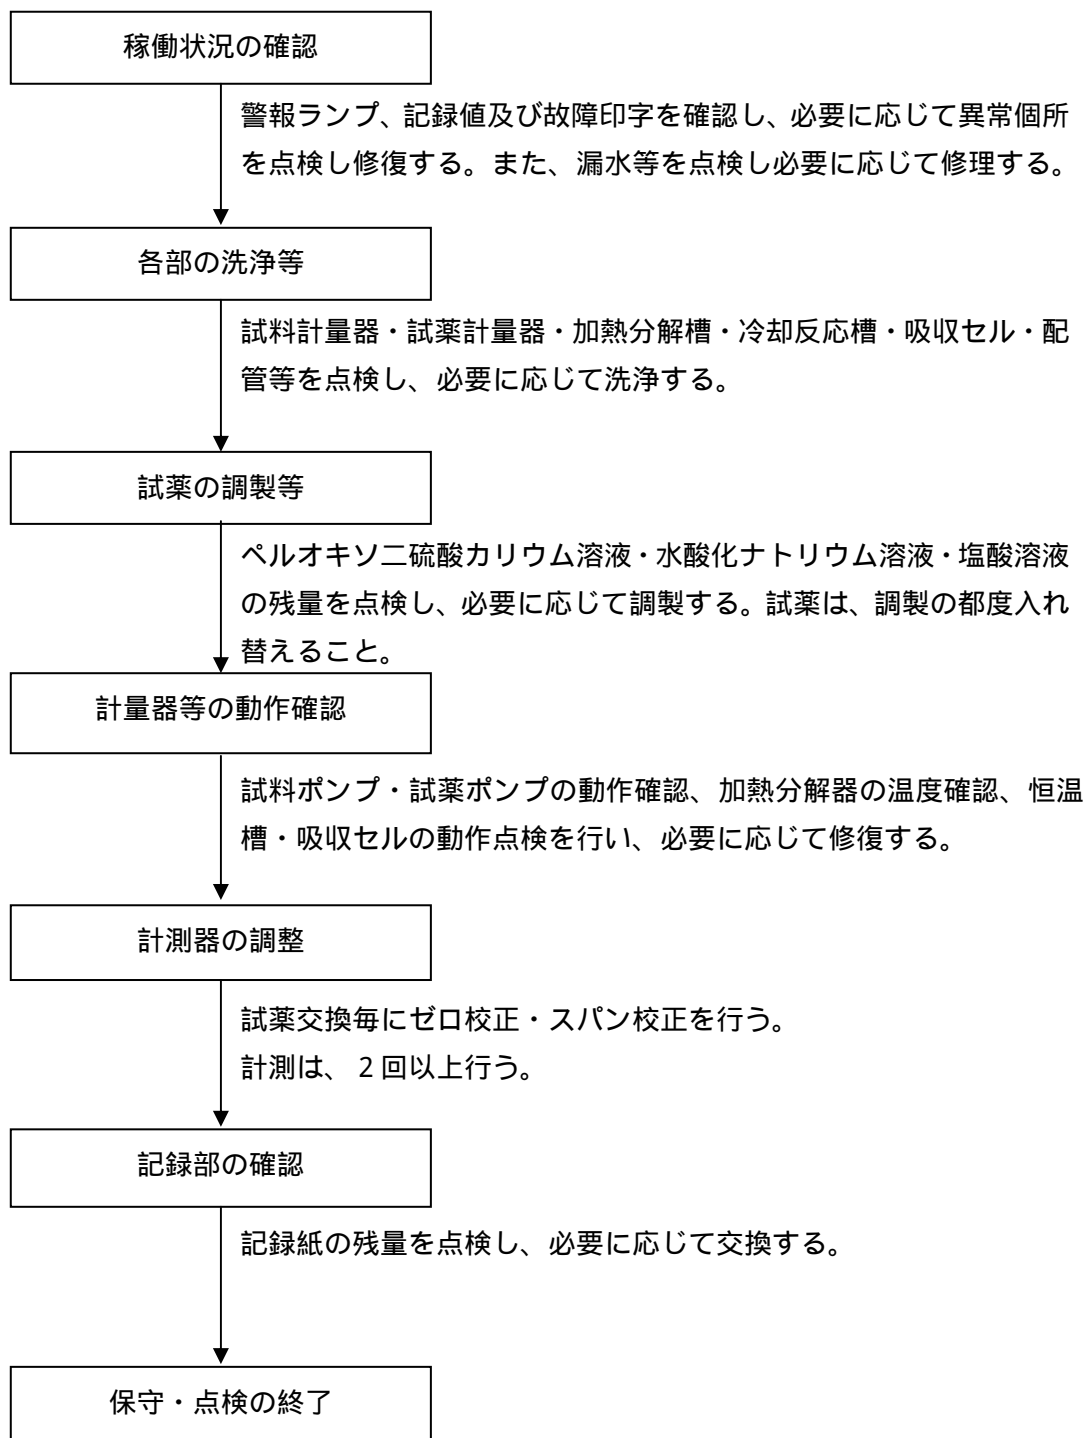 稼働状況の確認
警報ランプ、記録値及び故障印字を確認し、必要に応じて異常個所
を点検し修復する。また、漏水等を点検し必要に応じて修理する。
各部の洗浄等
試料計量器・試薬計量器・加熱分解槽・冷却反応槽・吸収セル・配
管等を点検し、必要に応じて洗浄する。
試薬の調製等
ペルオキソ二硫酸カリウム溶液・水酸化ナトリウム溶液・塩酸溶液
の残量を点検し、必要に応じて調製する。試薬は、調製の都度入れ
替えること。
計量器等の動作確認
試料ポンプ・試薬ポンプの動作確認、加熱分解器の温度確認、恒温
槽・吸収セルの動作点検を行い、必要に応じて修復する。
計測器の調整
試薬交換毎にゼロ校正・スパン校正を行う。
計測は、2回以上行う。
記録部の確認
記録紙の残量を点検し、必要に応じて交換する。
保守・点検の終了